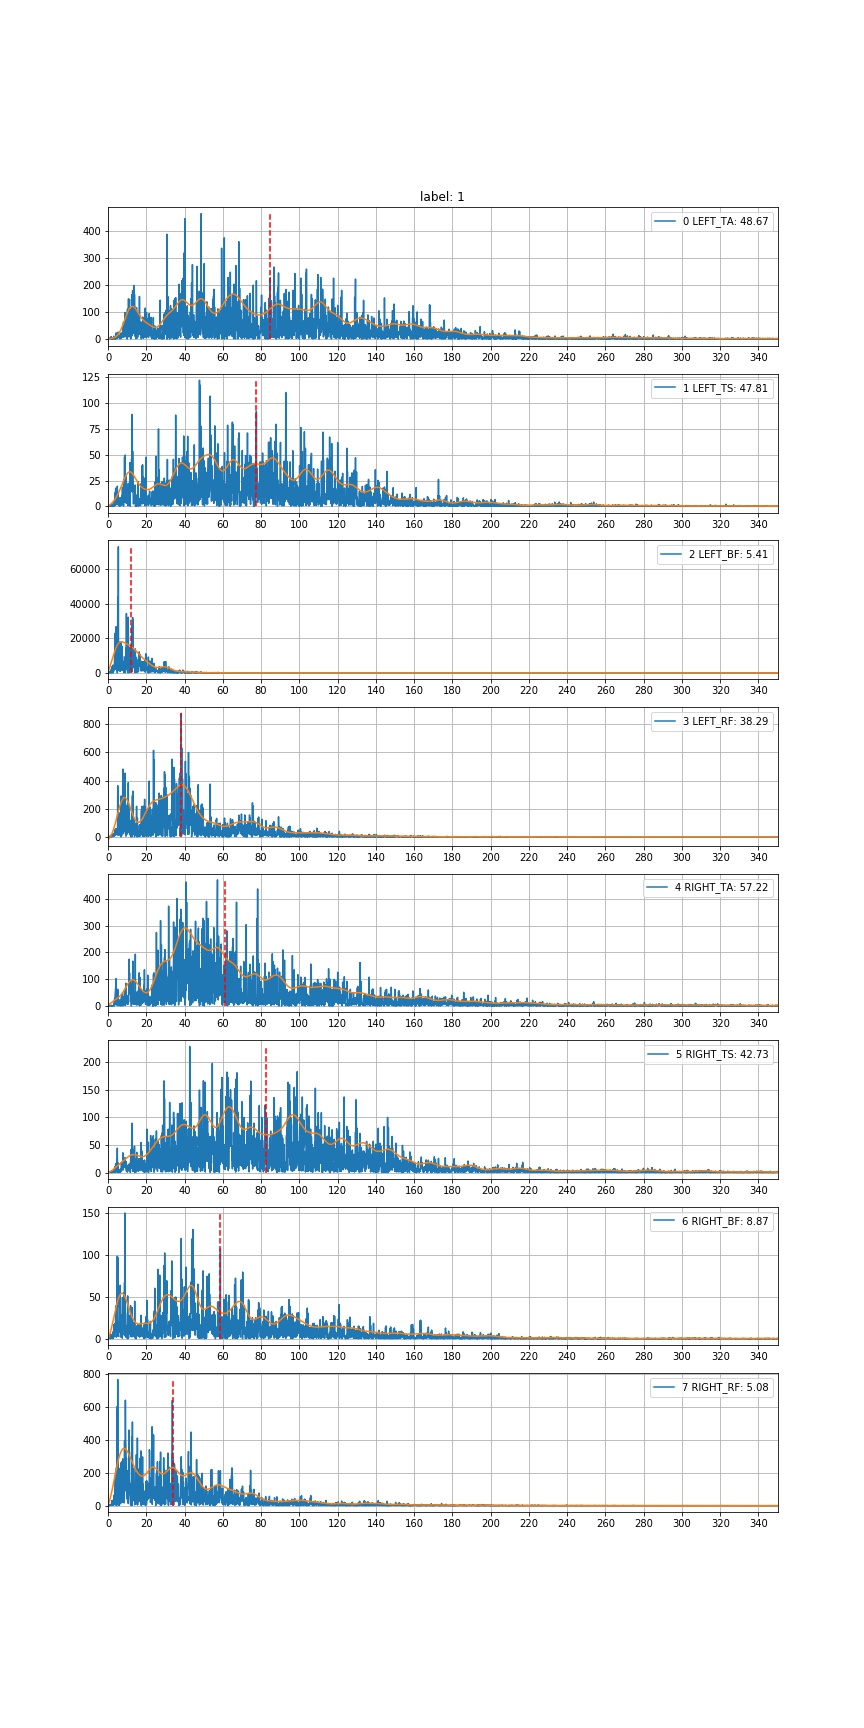 label: 1
0 LEFT_TA: 48.67
400
300
200
100
0
0 20 40 60 80 100 120 140 160 180 200 220 240 260 280 300 320 340
1 LEFT_TS: 47.81
125
100
75
50
25
0
0 20 40 60 80 100 120 140 160 180 200 220 240 260 280 300 320 340
2 LEFT_BF: 5.41
60000
40000
20000
0
0 20 40 60 80 100 120 140 160 180 200 220 240 260 280 300 320 340
3 LEFT_RF: 38.29
800
600
400
200
0
0 20 40 60 80 100 120 140 160 180 200 220 240 260 280 300 320 340
4 RIGHT_TA: 57.22
400
300
200
100
0
0 20 40 60 80 100 120 140 160 180 200 220 240 260 280 300 320 340
5 RIGHT_TS: 42.73
200
150
100
50
0
0 20 40 60 80 100 120 140 160 180 200 220 240 260 280 300 320 340
6 RIGHT_BF: 8.87
150
100
50
0
0 20 40 60 80 100 120 140 160 180 200 220 240 260 280 300 320 340
7 RIGHT_RF: 5.08
800
600
400
200
0
0 20 40 60 80 100 120 140 160 180 200 220 240 260 280 300 320 340